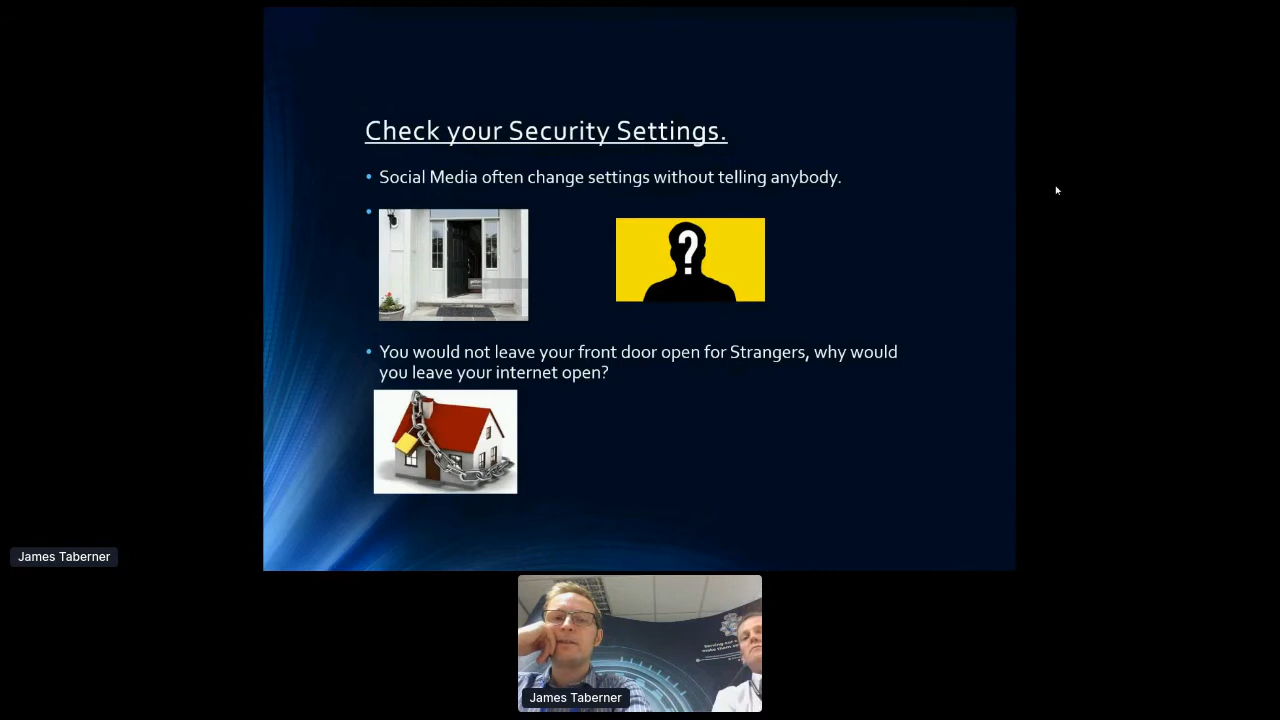 Check your Security Settings.
• Social Media often change settings without telling anybody.
•
?
• You would not leave your front door open for Strangers, why would
you leave your internet open?
James Taberner
James Taberner